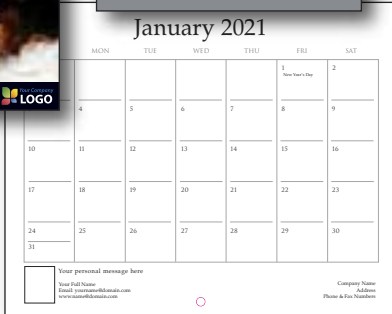 January 2021
MON TUE WED THU FRI SAT
1 2
New Year's Day
4 5 6 7 8 9
10 11 12 13 14 15 16
17 18 19 20 21 22 23
24 25 26 27 28 29 30
31
Your Company
LOGO
Your personal message here
Your Full Name
Email: yourname@domain.com
www.name@domain.com
Company Name
Address
Phone & Fax Numbers